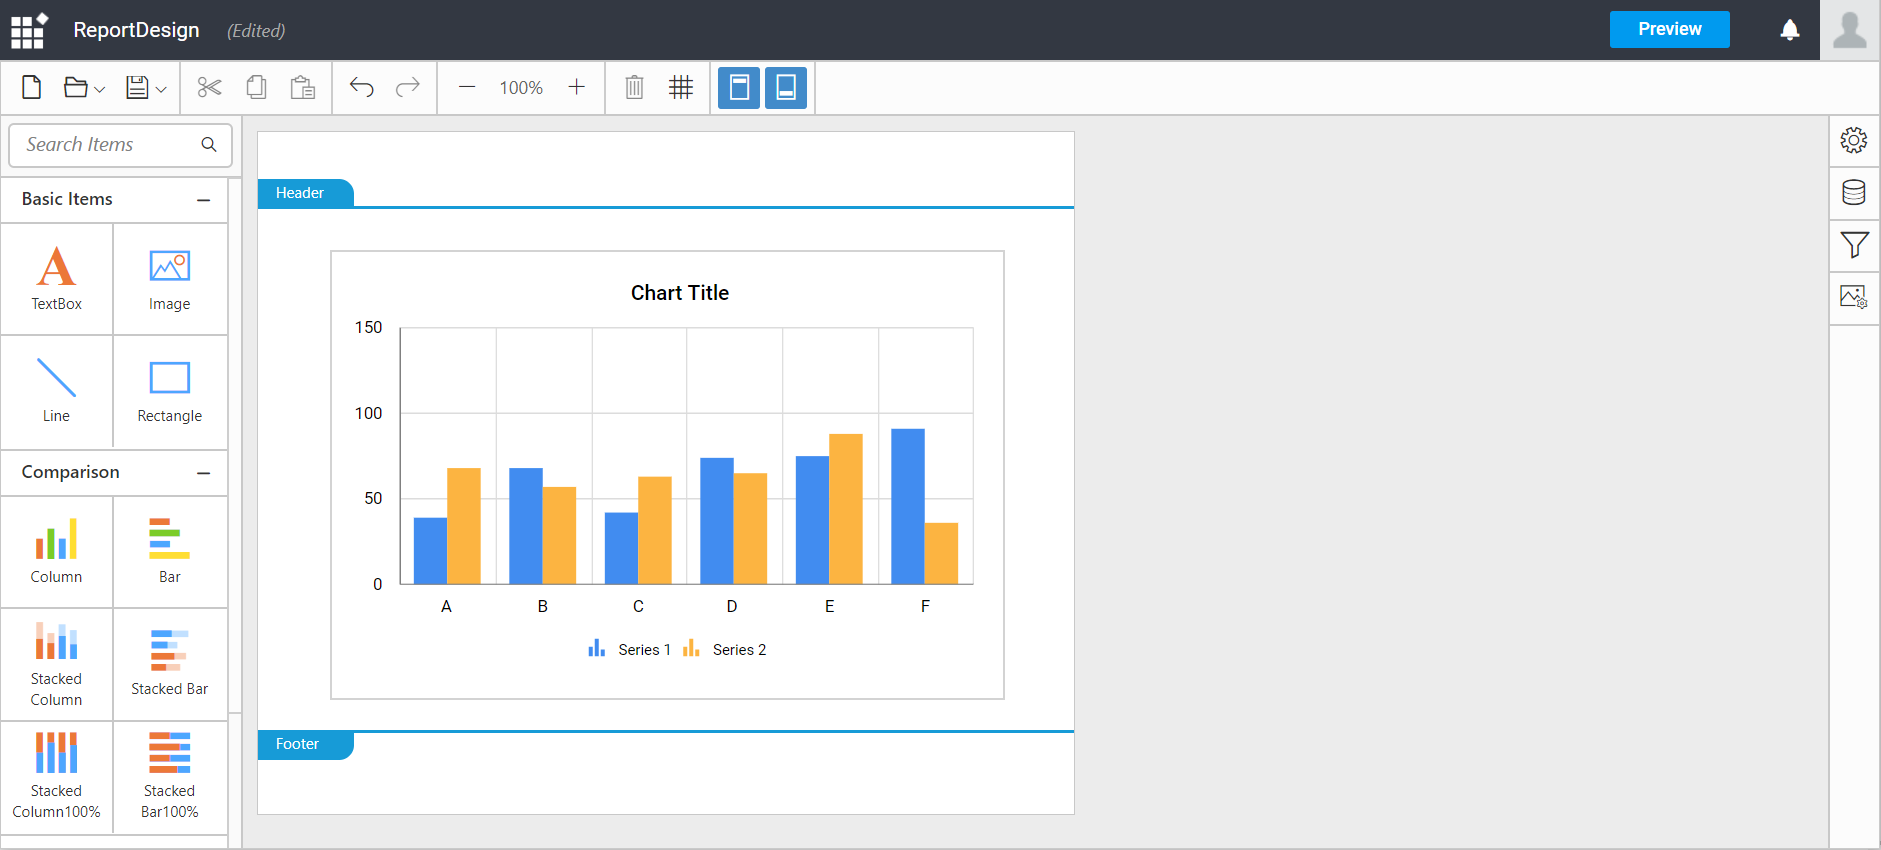 ReportDesign (Edited) Preview
100%
Search Items
Basic Items
TextBox Image
Line Rectangle
Comparison
Column Bar
Stacked
Column
Stacked Bar
Stacked
Column100%
Stacked
Bar100%
Header
Chart Title
150
100
50
0
A B C D E F
Series 1 Series 2
Footer